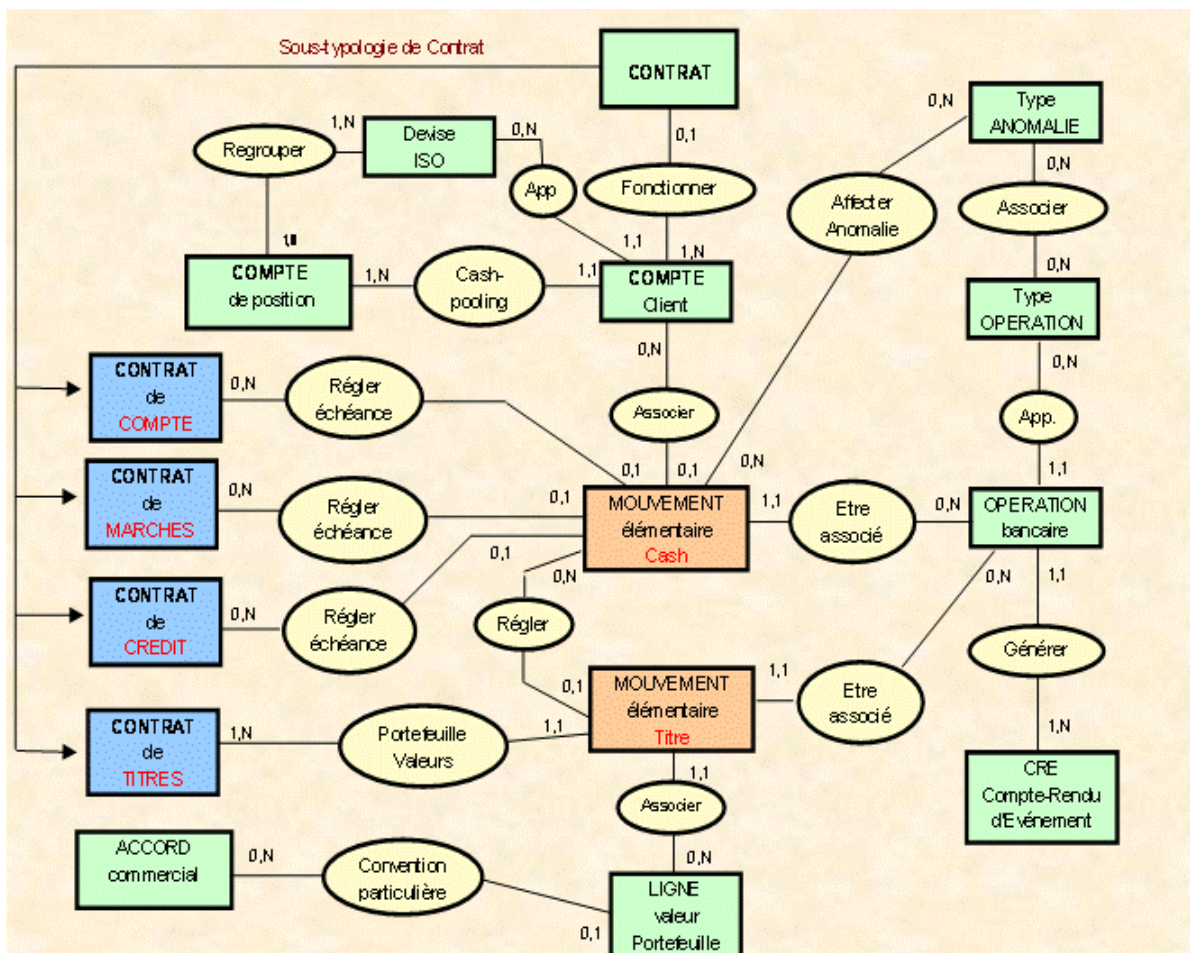 Sous-typologie de Contrat
CONTRAT
0,N
Type
ANOMALIE
1,N
Devise
ISO
0,N
0,1
Regrouper
App
Fonctionner
Affecter
Anomalie
0,N
Associer
1,1
1,N
0,N
COMPTE
de position
1,N
Cash-
pooling
1,1
COMPTE
Client
Type
OPERATION
0,N
0,N
CONTRAT
de
COMPTE
0,N
Régler
échéance
Associer
App.
0,1
0,1
0,N
1,1
CONTRAT
de
MARCHES
0,N
Régler
échéance
0,1
MOUVEMENT
élémentaire
Cash
1,1
Etre
associé
0,N
OPERATION
bancaire
0,1
0,N
0,N
1,1
CONTRAT
de
CREDIT
0,N
Régler
échéance
Régler
Générer
0,1
MOUVEMENT
élémentaire
Titre
1,1
Etre
associé
CONTRAT
de
TITRES
1,N
Portefeuille
Valeurs
1,1
1,N
1,1
CRE
Compte-Rendu
d'Evénement
Associer
ACCORD
commercial
0,N
Convention
particulière
0,N
LIGNE
valeur
Portefeuille
0,1